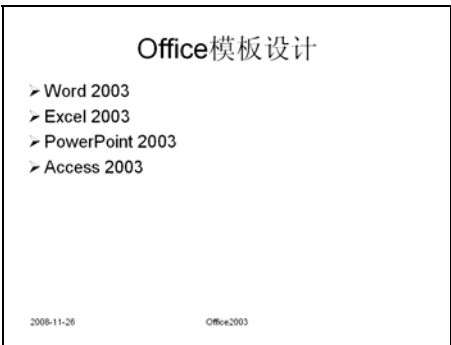 Office模板设计
➢ Word 2003
➢ Excel 2003
➢ PowerPoint 2003
➢ Access 2003
2008-11-26
Office2003